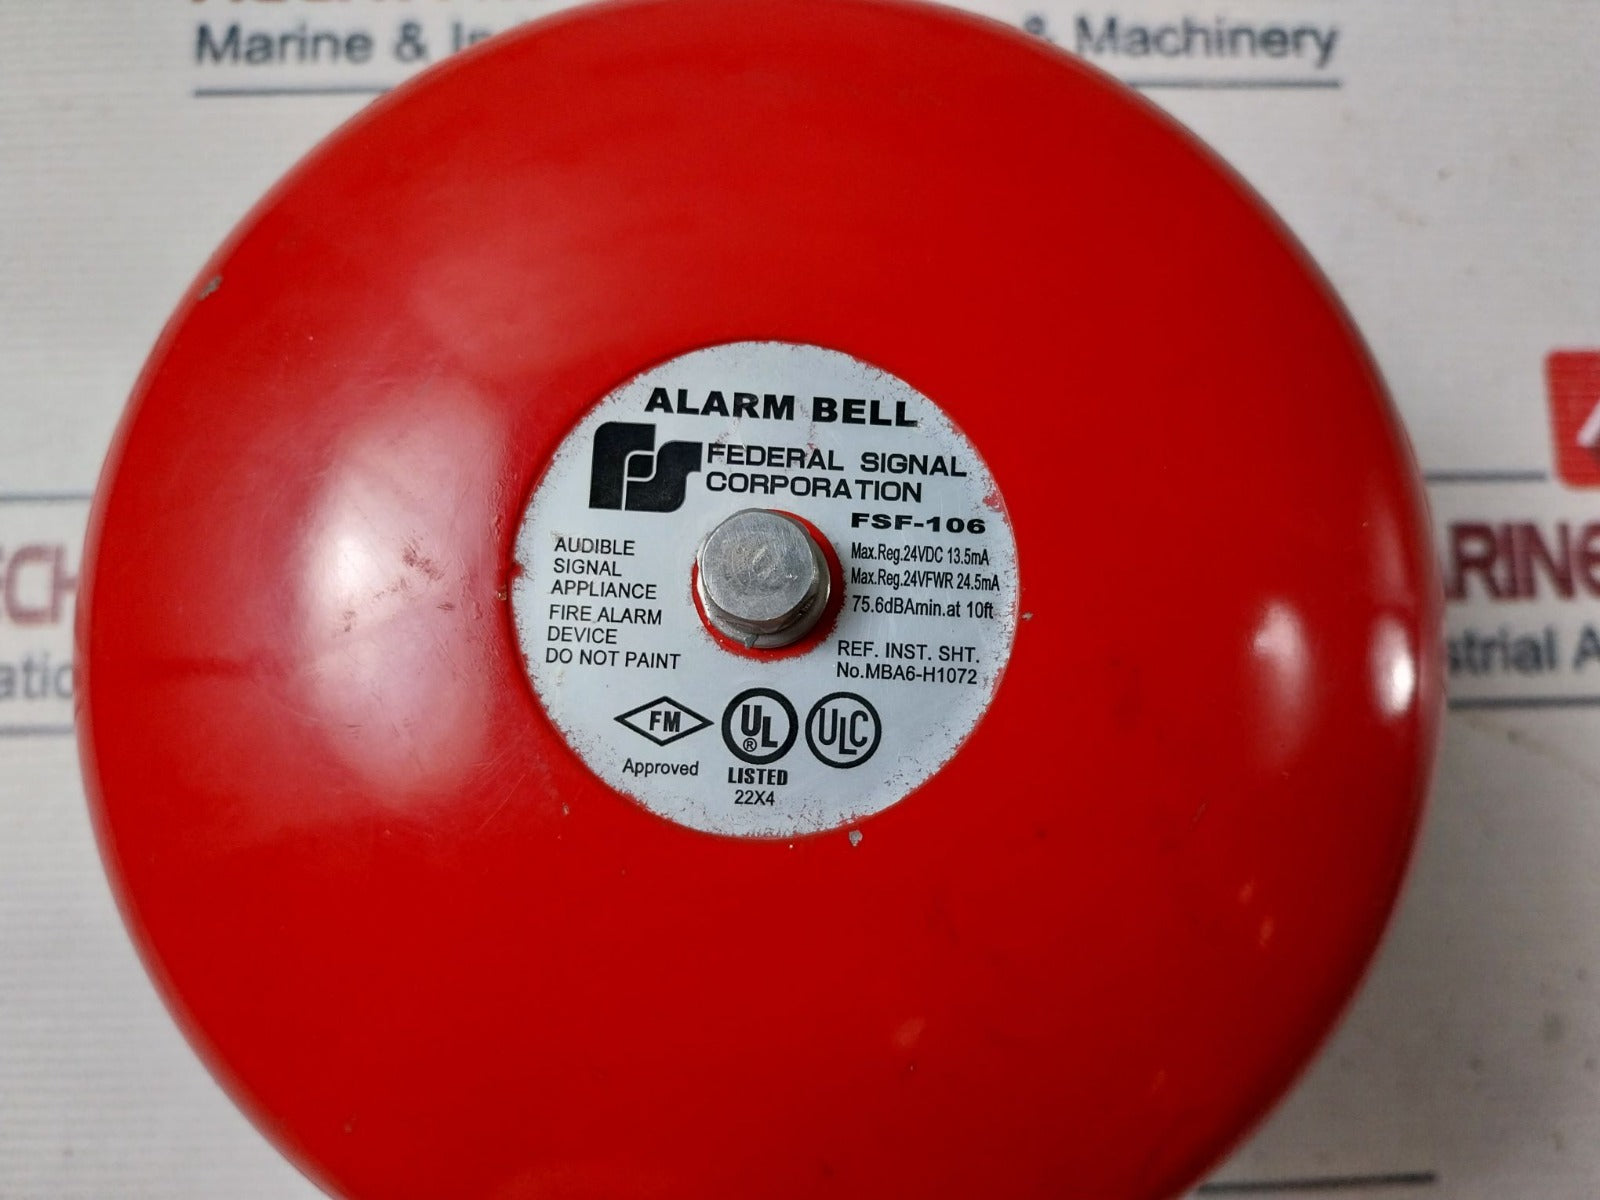 Marine & In
& Machinery
ALARM BELL
FS FEDERAL SIGNAL
CORPORATION
FSF-106
Max.Reg.24VDC 13.5mA
Max.Reg.24VFWR 24.5mA
75.6dBAmin.at 10ft
AUDIBLE
SIGNAL
APPLIANCE
FIRE ALARM
DEVICE
DO NOT PAINT
REF. INST. SHT.
No.MBA6-H1072
FM
Approved
UL
®
LISTED
22X4
ULC
ECH
atio
ARINE
strial A